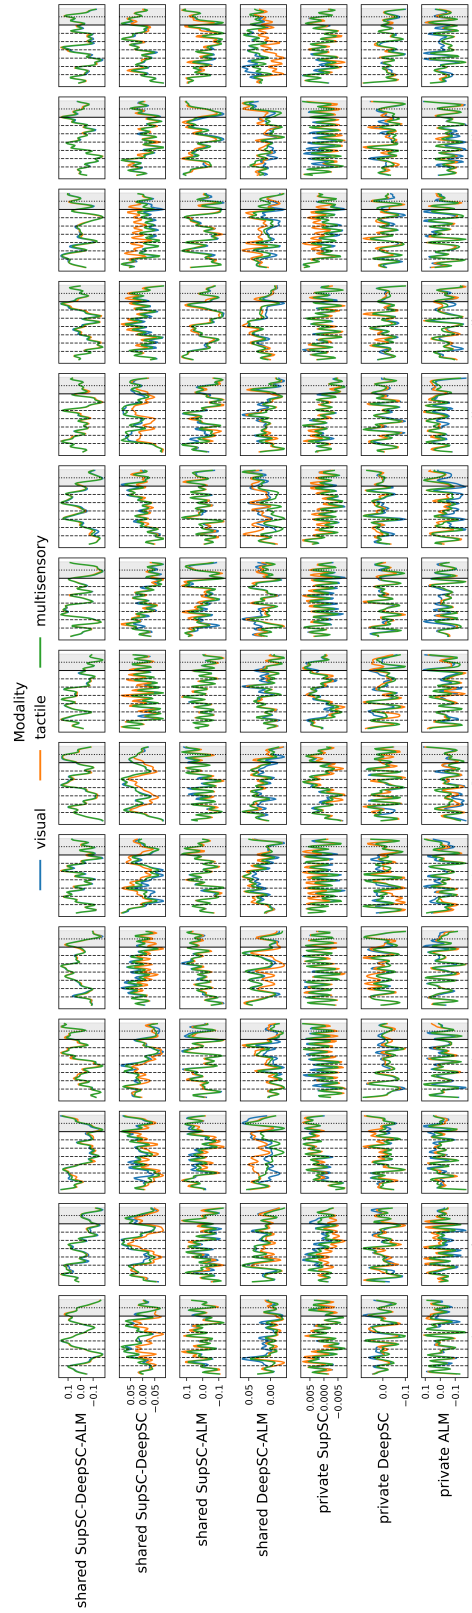 Modality
visual tactile multisensory
shared SupSC-DeepSC-ALM
0.1
0.0
−0.1
shared SupSC-DeepSC
0.05
0.00
−0.05
shared SupSC-ALM
0.1
0.0
−0.1
shared DeepSC-ALM
0.05
0.00
private SupSC
0.005
0.000
−0.005
private DeepSC
0.0
−0.1
private ALM
0.1
0.0
−0.1